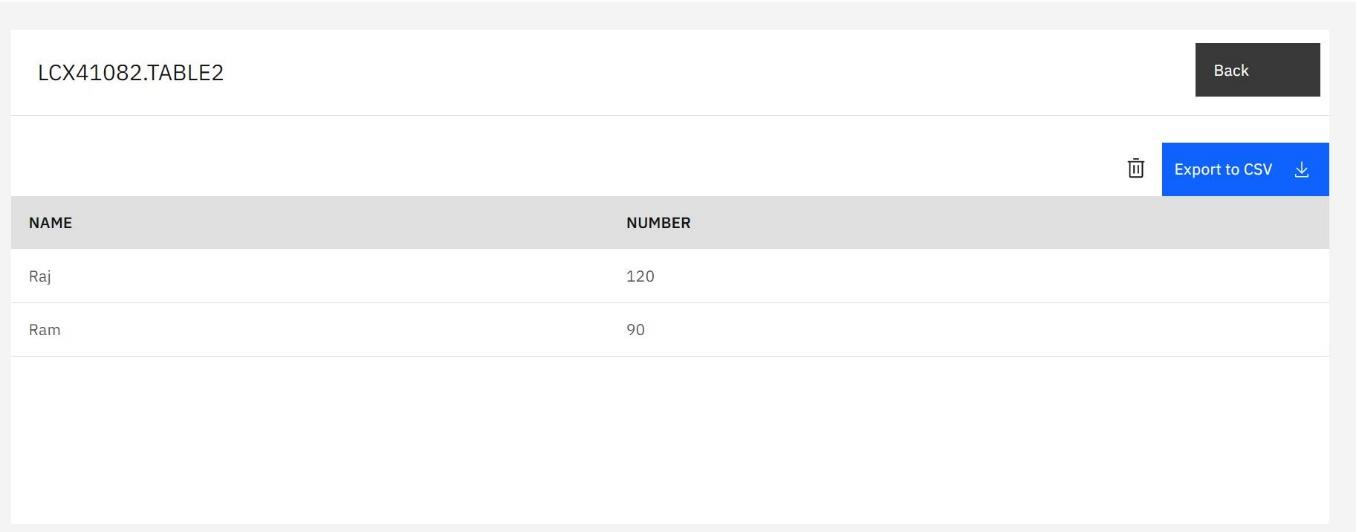 LCX41082.TABLE2
Back
Export to CSV
NAME NUMBER
Raj 120
Ram 90